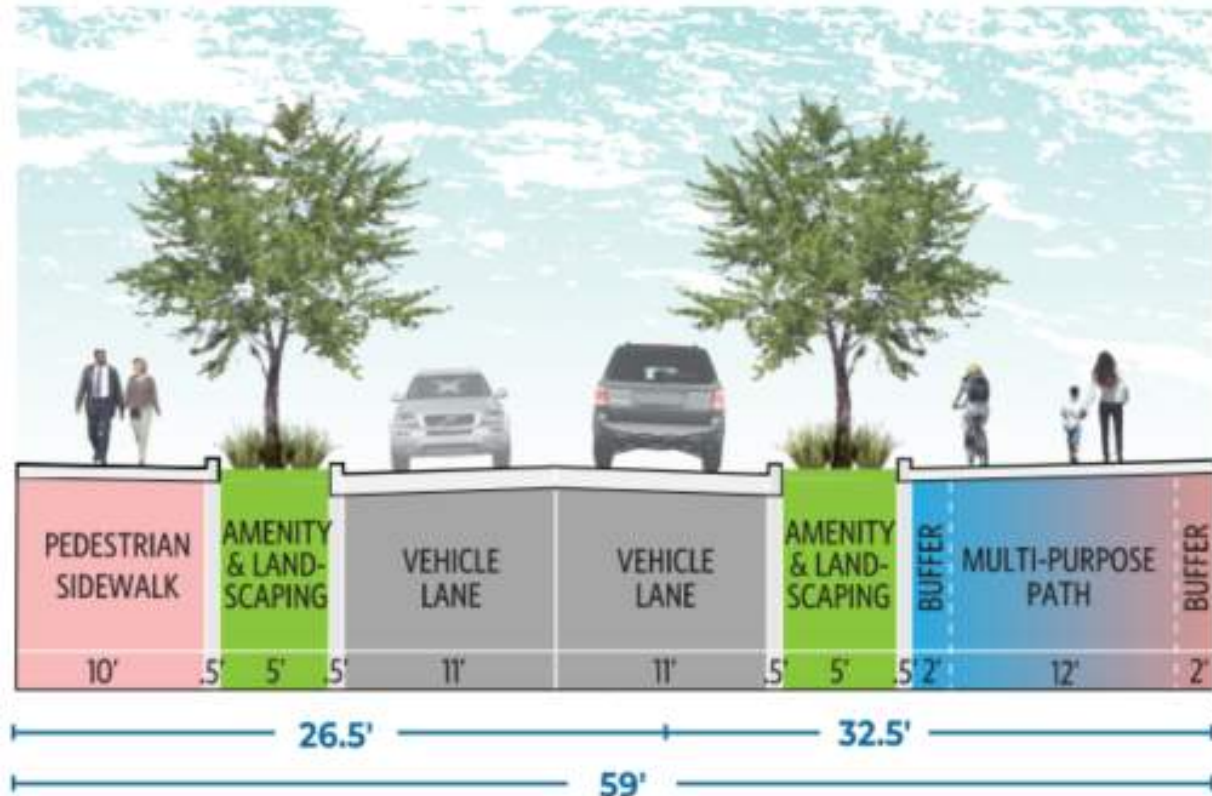 PEDESTRIAN
SIDEWALK
AMENITY
& LAND-
SCAPING
VEHICLE
LANE
VEHICLE
LANE
AMENITY
& LAND-
SCAPING
BUFFER
MULTI-PURPOSE
PATH
BUFFER
10' .5' 5' .5' 11' 11' .5' 5' .5' 2' 12' 2'
26.5' 32.5'
59'